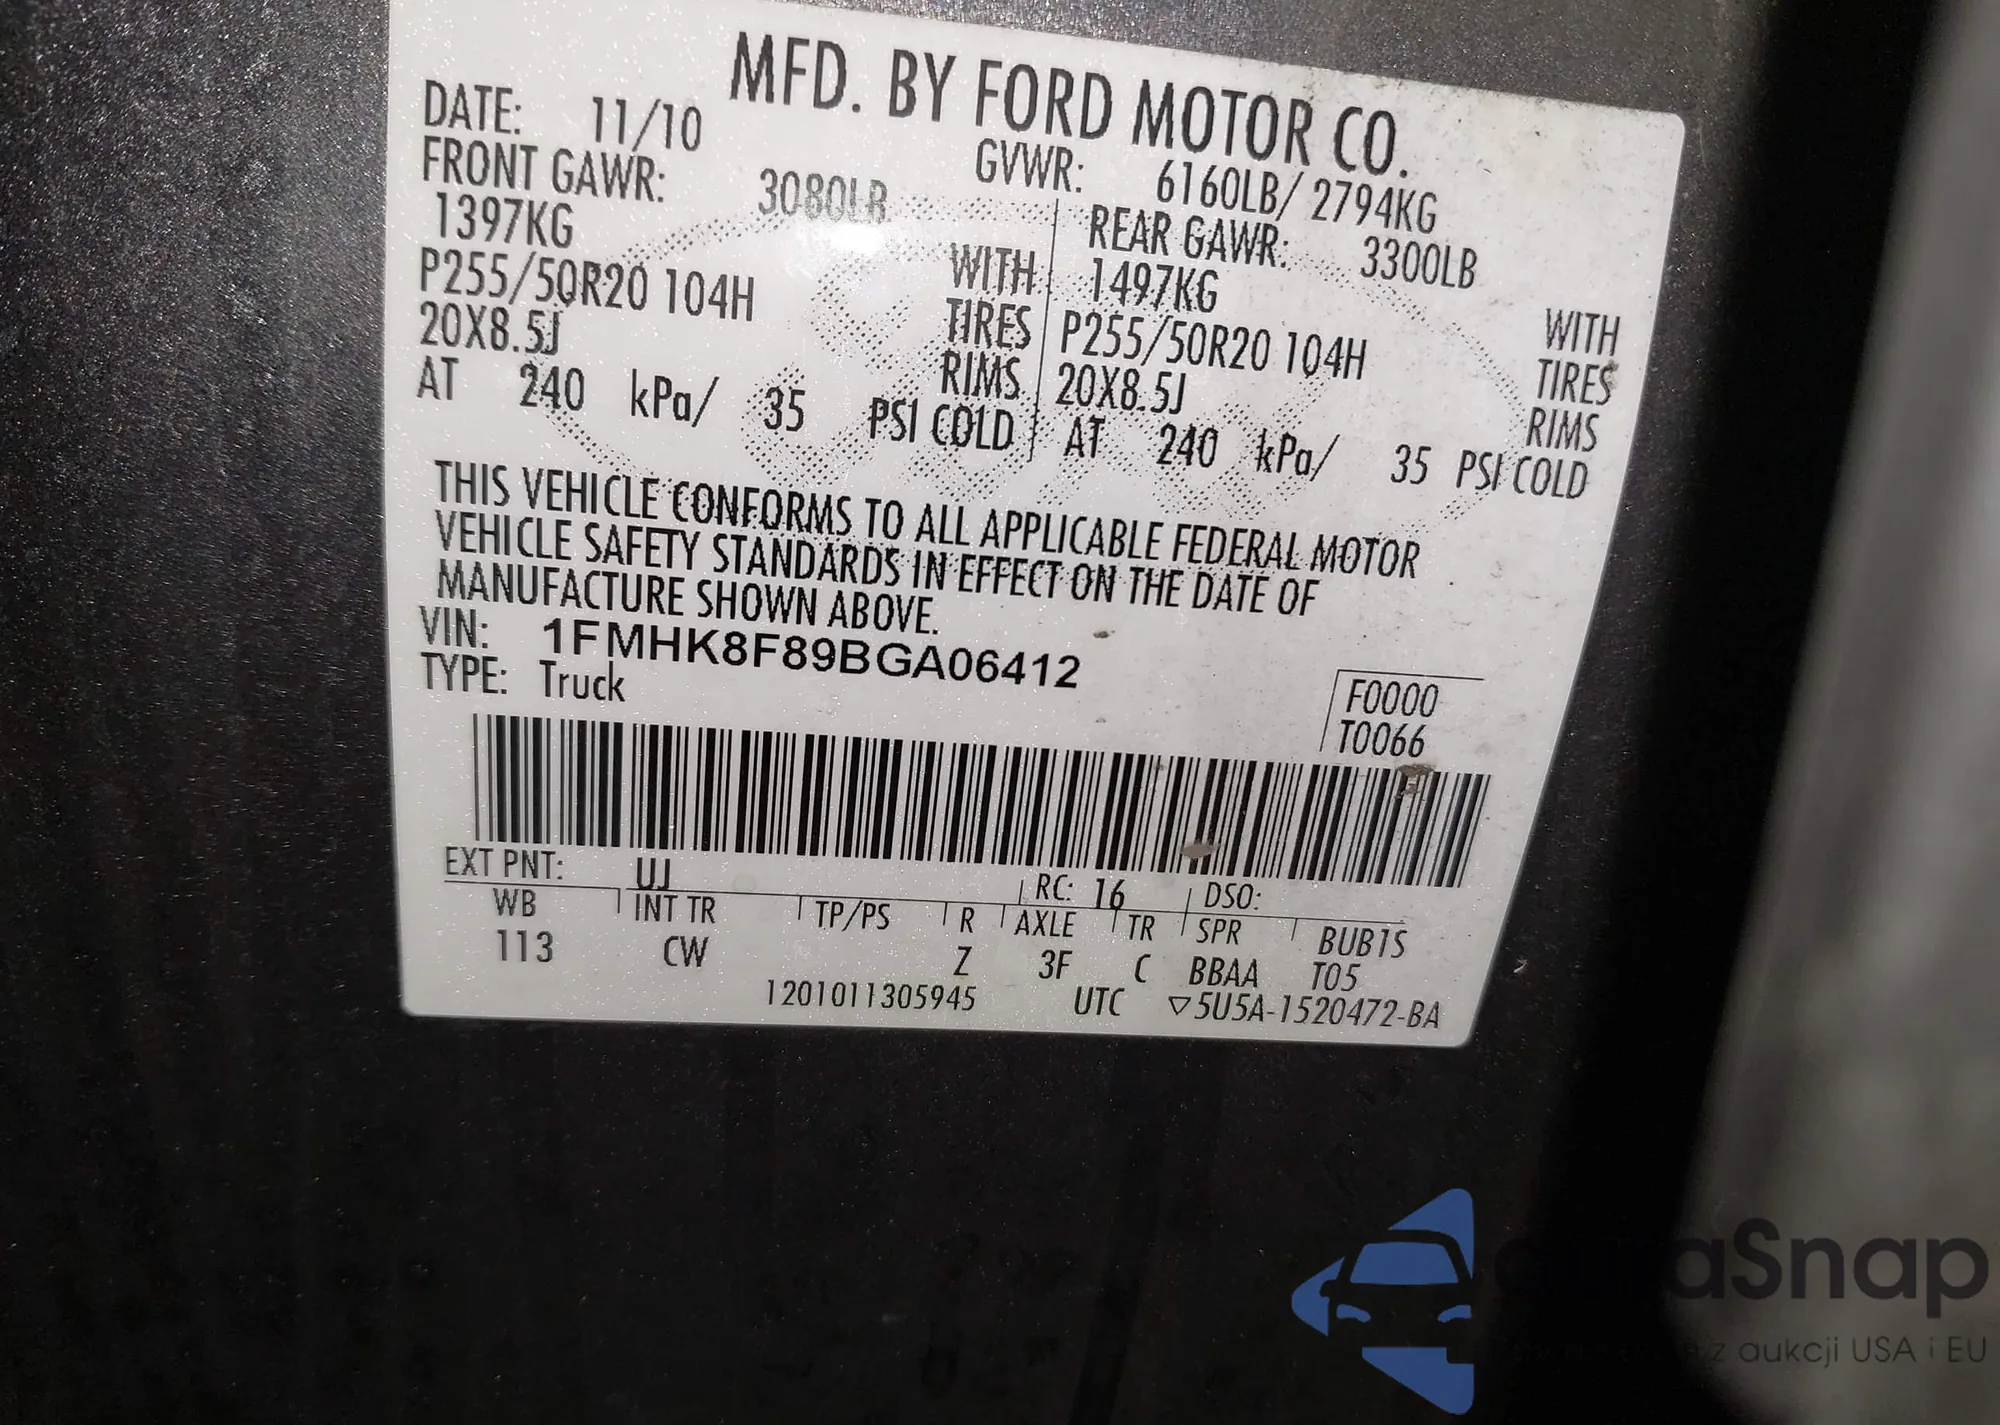 MFD. BY FORD MOTOR CO.
DATE: 11/10 GVWR: 6160LB/ 2794KG
FRONT GAWR: 3080LB REAR GAWR: 3300LB
1397KG WITH 1497KG WITH
P255/50R20 104H TIRES P255/50R20 104H TIRES
20X8.5J RIMS 20X8.5J RIMS
AT 240 kPa/ 35 PSI COLD AT 240 kPa/ 35 PSI COLD
THIS VEHICLE CONFORMS TO ALL APPLICABLE FEDERAL MOTOR
VEHICLE SAFETY STANDARDS IN EFFECT ON THE DATE OF
MANUFACTURE SHOWN ABOVE.
VIN: 1FMHK8F89BGA06412
TYPE: Truck
F0000
T0066
EXT PNT: UJ RC: 16 DSO:
WB INT TR TP/PS R AXLE TR SPR BUB1S
113 CW Z 3F C BBAA T05
1201011305945 UTC ▽5U5A-1520472-BA
aSnap
z aukcji USA i EU